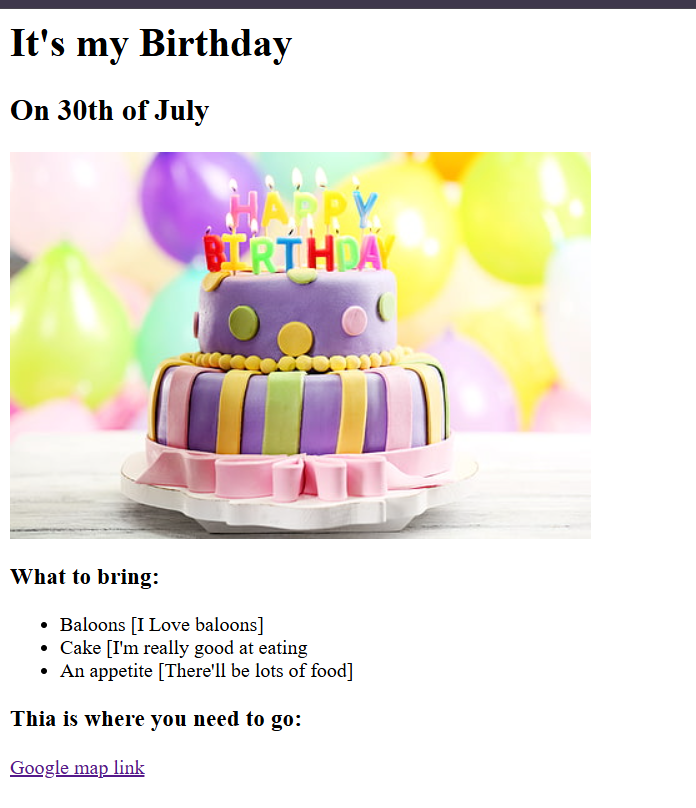 It's my Birthday
On 30th of July
HAPPY
BIRTHDAY
What to bring:
Baloons [I Love baloons]
Cake [I'm really good at eating
An appetite [There'll be lots of food]
Thia is where you need to go:
Google map link